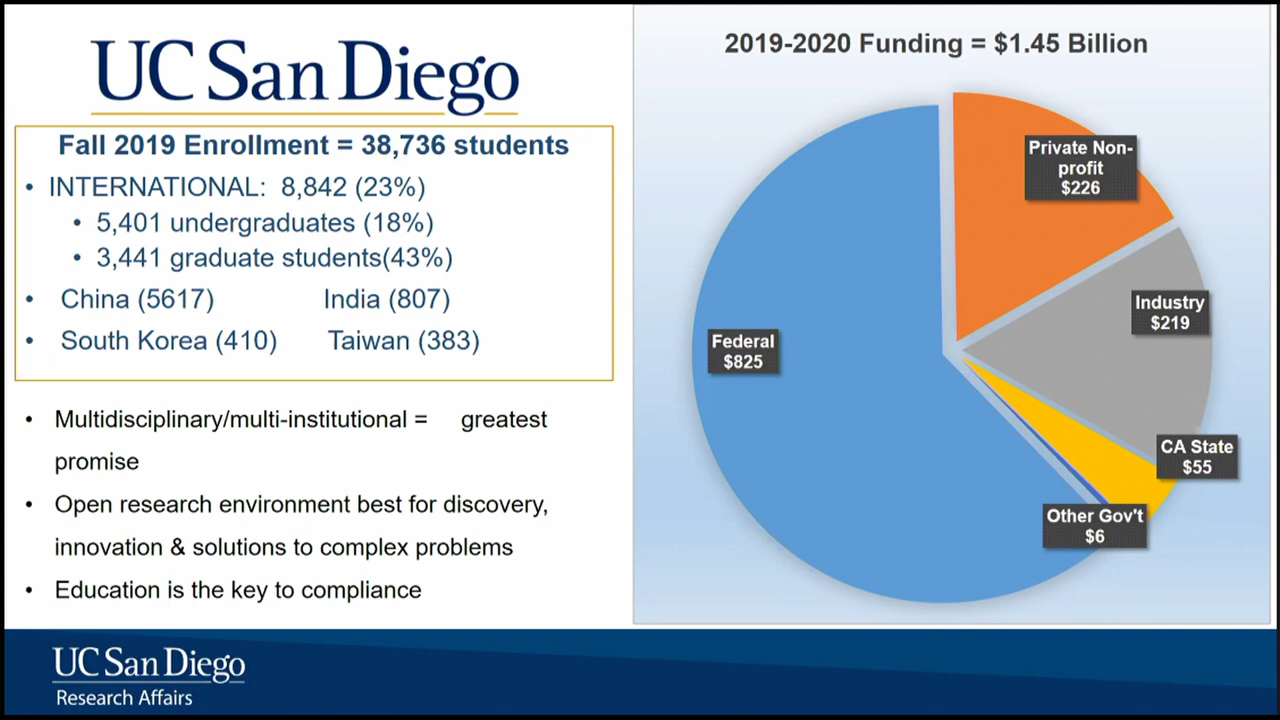 UC San Diego
Fall 2019 Enrollment = 38,736 students
• INTERNATIONAL: 8,842 (23%)
• 5,401 undergraduates (18%)
• 3,441 graduate students(43%)
• China (5617) India (807)
• South Korea (410) Taiwan (383)
• Multidisciplinary/multi-institutional = greatest
promise
• Open research environment best for discovery,
innovation & solutions to complex problems
• Education is the key to compliance
2019-2020 Funding = $1.45 Billion
Private Non-
profit
$226
Industry
$219
Federal
$825
CA State
$55
Other Gov't
$6
UC San Diego
Research Affairs